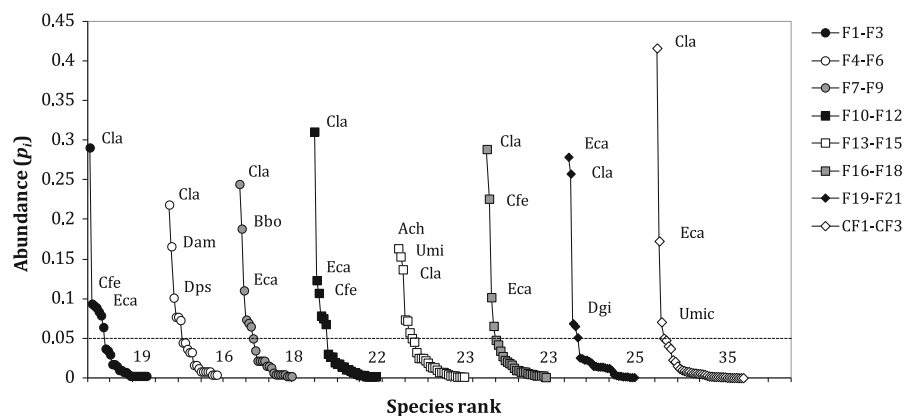 0.45
0.4
0.35
0.3
0.25
0.2
0.15
0.1
0.05
0
Abundance (pi)
Species rank
Cla
Cfe
Eca
19
Cla
Dam
Dps
16
Cla
Bbo
Eca
18
Cla
Eca
Cfe
22
Ach
Umi
Cla
23
Cla
Cfe
Eca
23
Eca
Cla
Dgi
25
Cla
Eca
Umic
35
F1-F3
F4-F6
F7-F9
F10-F12
F13-F15
F16-F18
F19-F21
CF1-CF3